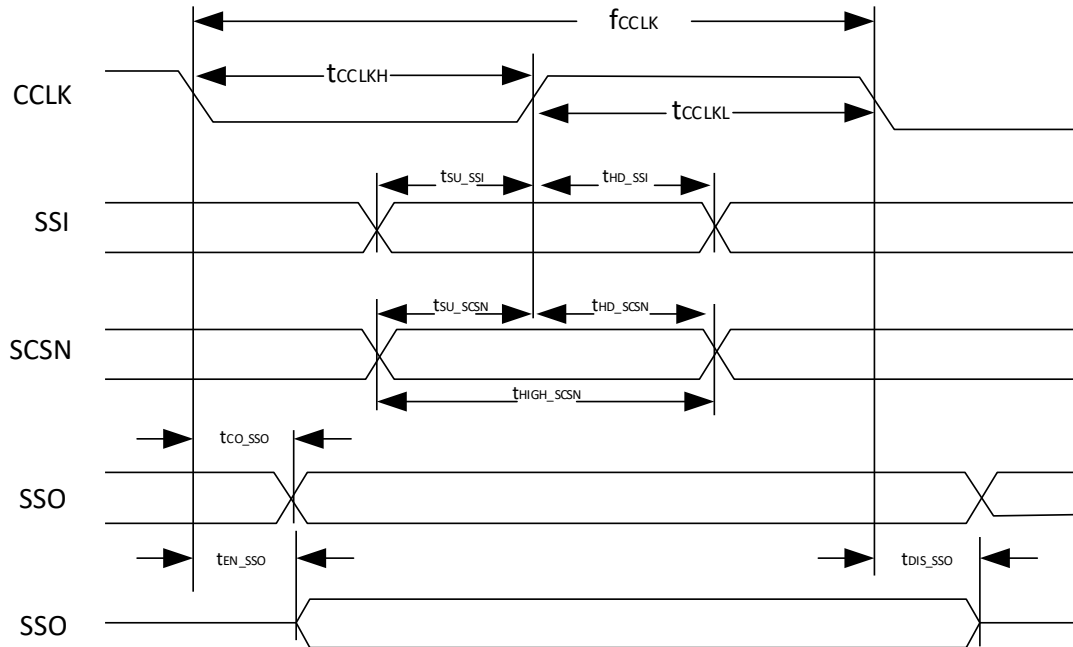 fCCLK
CCLK
tCCLKH
tCCLKL
SSI
tSU_SSI
tHD_SSI
SCSN
tSU_SCSN
tHD_SCSN
tHIGH_SCSN
tCO_SSO
SSO
tEN_SSO
tDIS_SSO
SSO